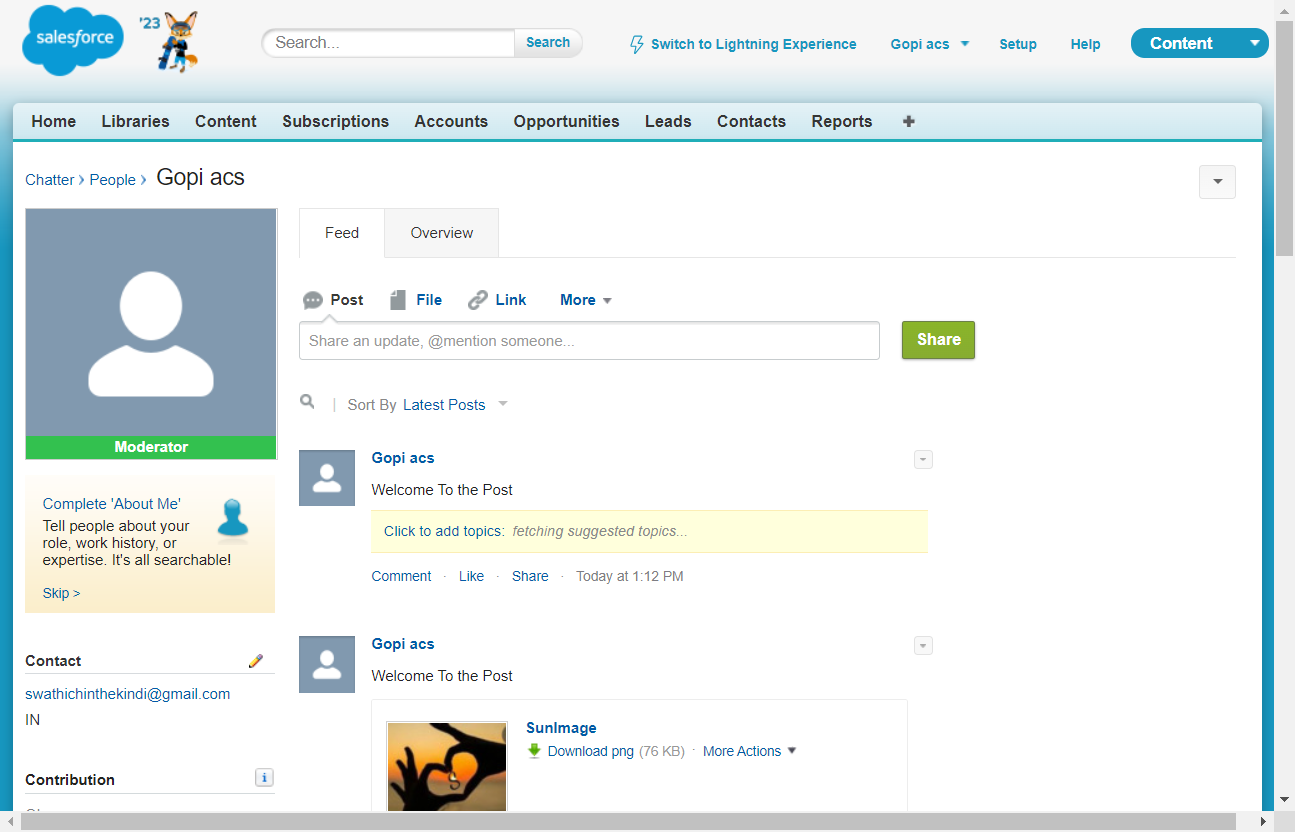 salesforce
'23
Search...
Search
Switch to Lightning Experience
Gopi acs
Setup
Help
Content
Home
Libraries
Content
Subscriptions
Accounts
Opportunities
Leads
Contacts
Reports
Chatter › People › Gopi acs
Moderator
Complete 'About Me'
Tell people about your
role, work history, or
expertise. It's all searchable!
Skip >
Contact
swathichinthekindi@gmail.com
IN
Contribution
Feed
Overview
Post
File
Link
More
Share an update, @mention someone...
Share
Sort By Latest Posts
Gopi acs
Welcome To the Post
Click to add topics: fetching suggested topics...
Comment · Like · Share · Today at 1:12 PM
Gopi acs
Welcome To the Post
SunImage
Download png (76 KB) · More Actions